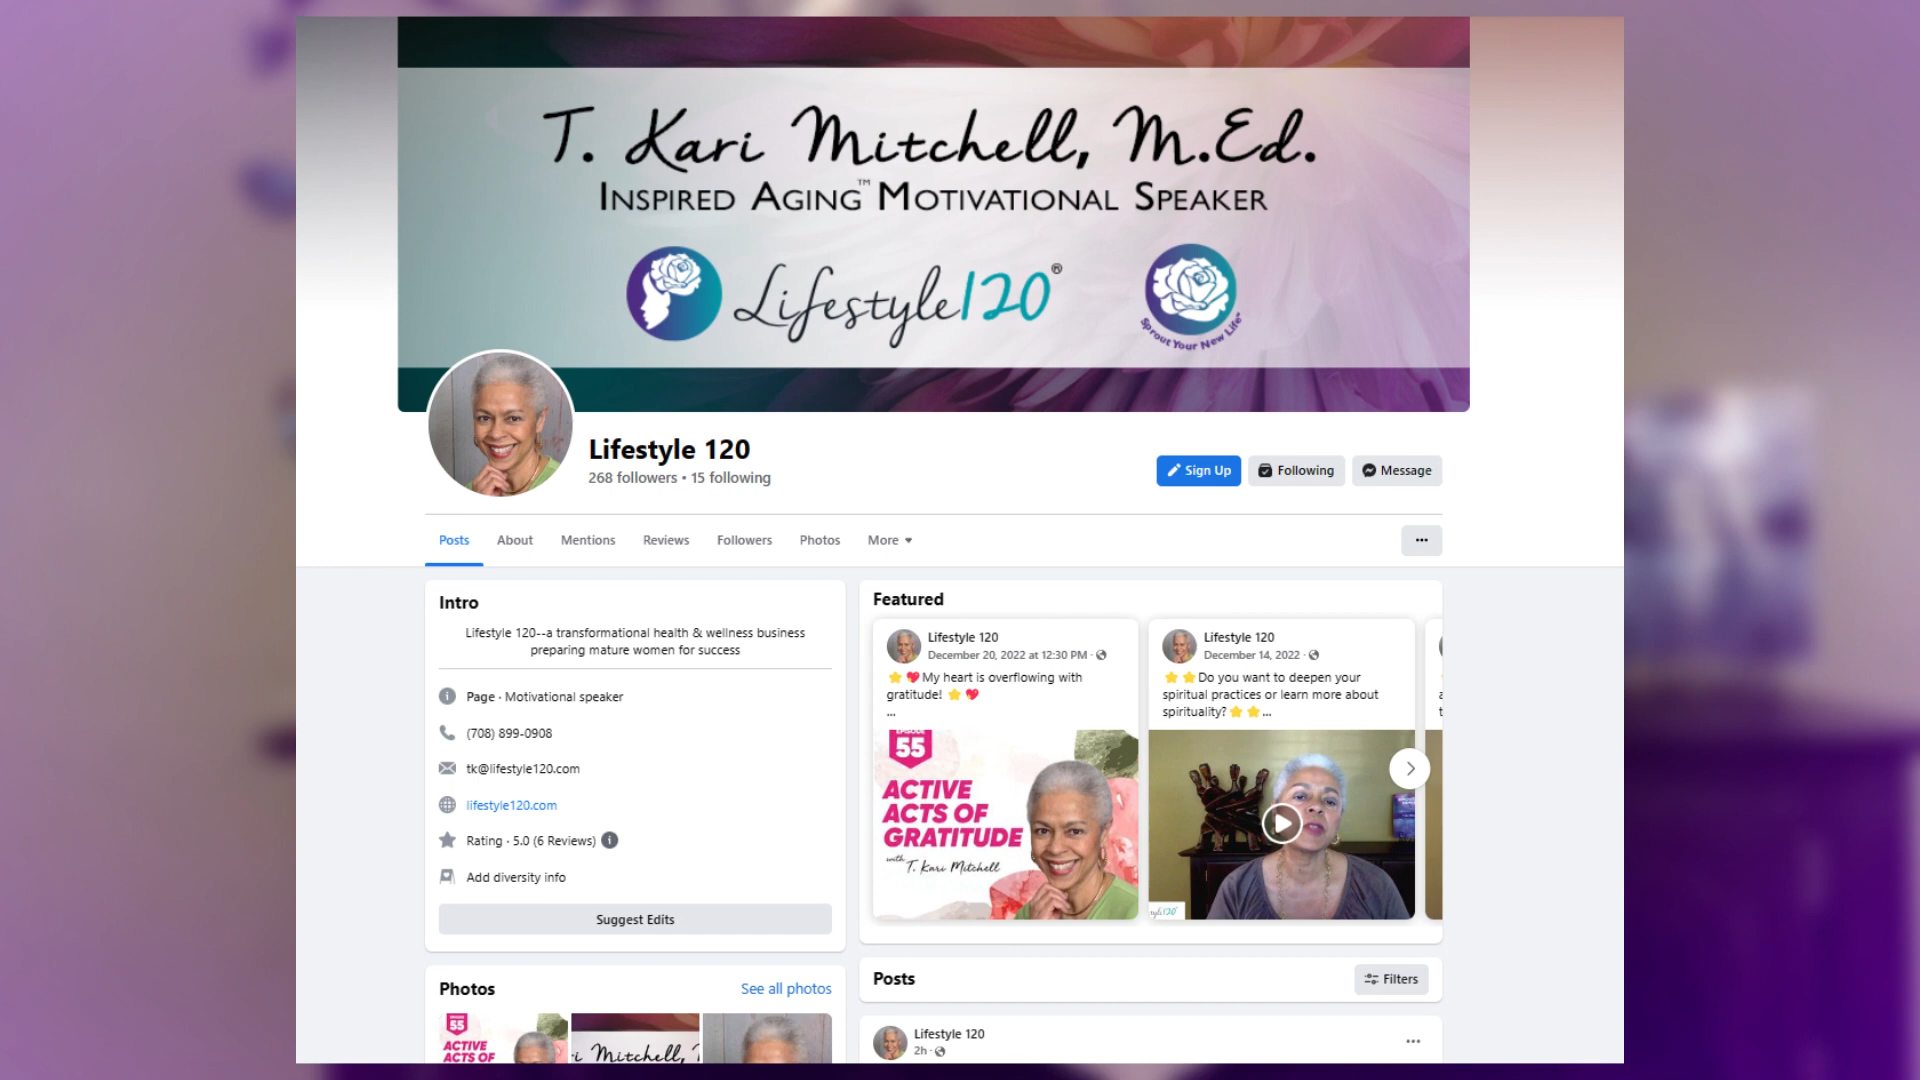 T. Kari Mitchell, M.Ed.
INSPIRED AGING™ MOTIVATIONAL SPEAKER
Lifestyle120®
Sprout Your New Life™
Lifestyle 120
268 followers • 15 following
Sign Up
Following
Message
Posts
About
Mentions
Reviews
Followers
Photos
More
Intro
Lifestyle 120--a transformational health & wellness business
preparing mature women for success
Page · Motivational speaker
(708) 899-0908
tk@lifestyle120.com
lifestyle120.com
Rating · 5.0 (6 Reviews)
Add diversity info
Suggest Edits
Photos
See all photos
55
ACTIVE
ACTS OF
i Mitchell,
Featured
Lifestyle 120
December 20, 2022 at 12:30 PM ·
⭐💖My heart is overflowing with
gratitude! ⭐💖
...
EPISODE
55
ACTIVE
ACTS OF
GRATITUDE
with T. Kari Mitchell
Lifestyle 120
December 14, 2022 ·
⭐⭐Do you want to deepen your
spiritual practices or learn more about
spirituality?⭐⭐...
Posts
Filters
Lifestyle 120
2h ·